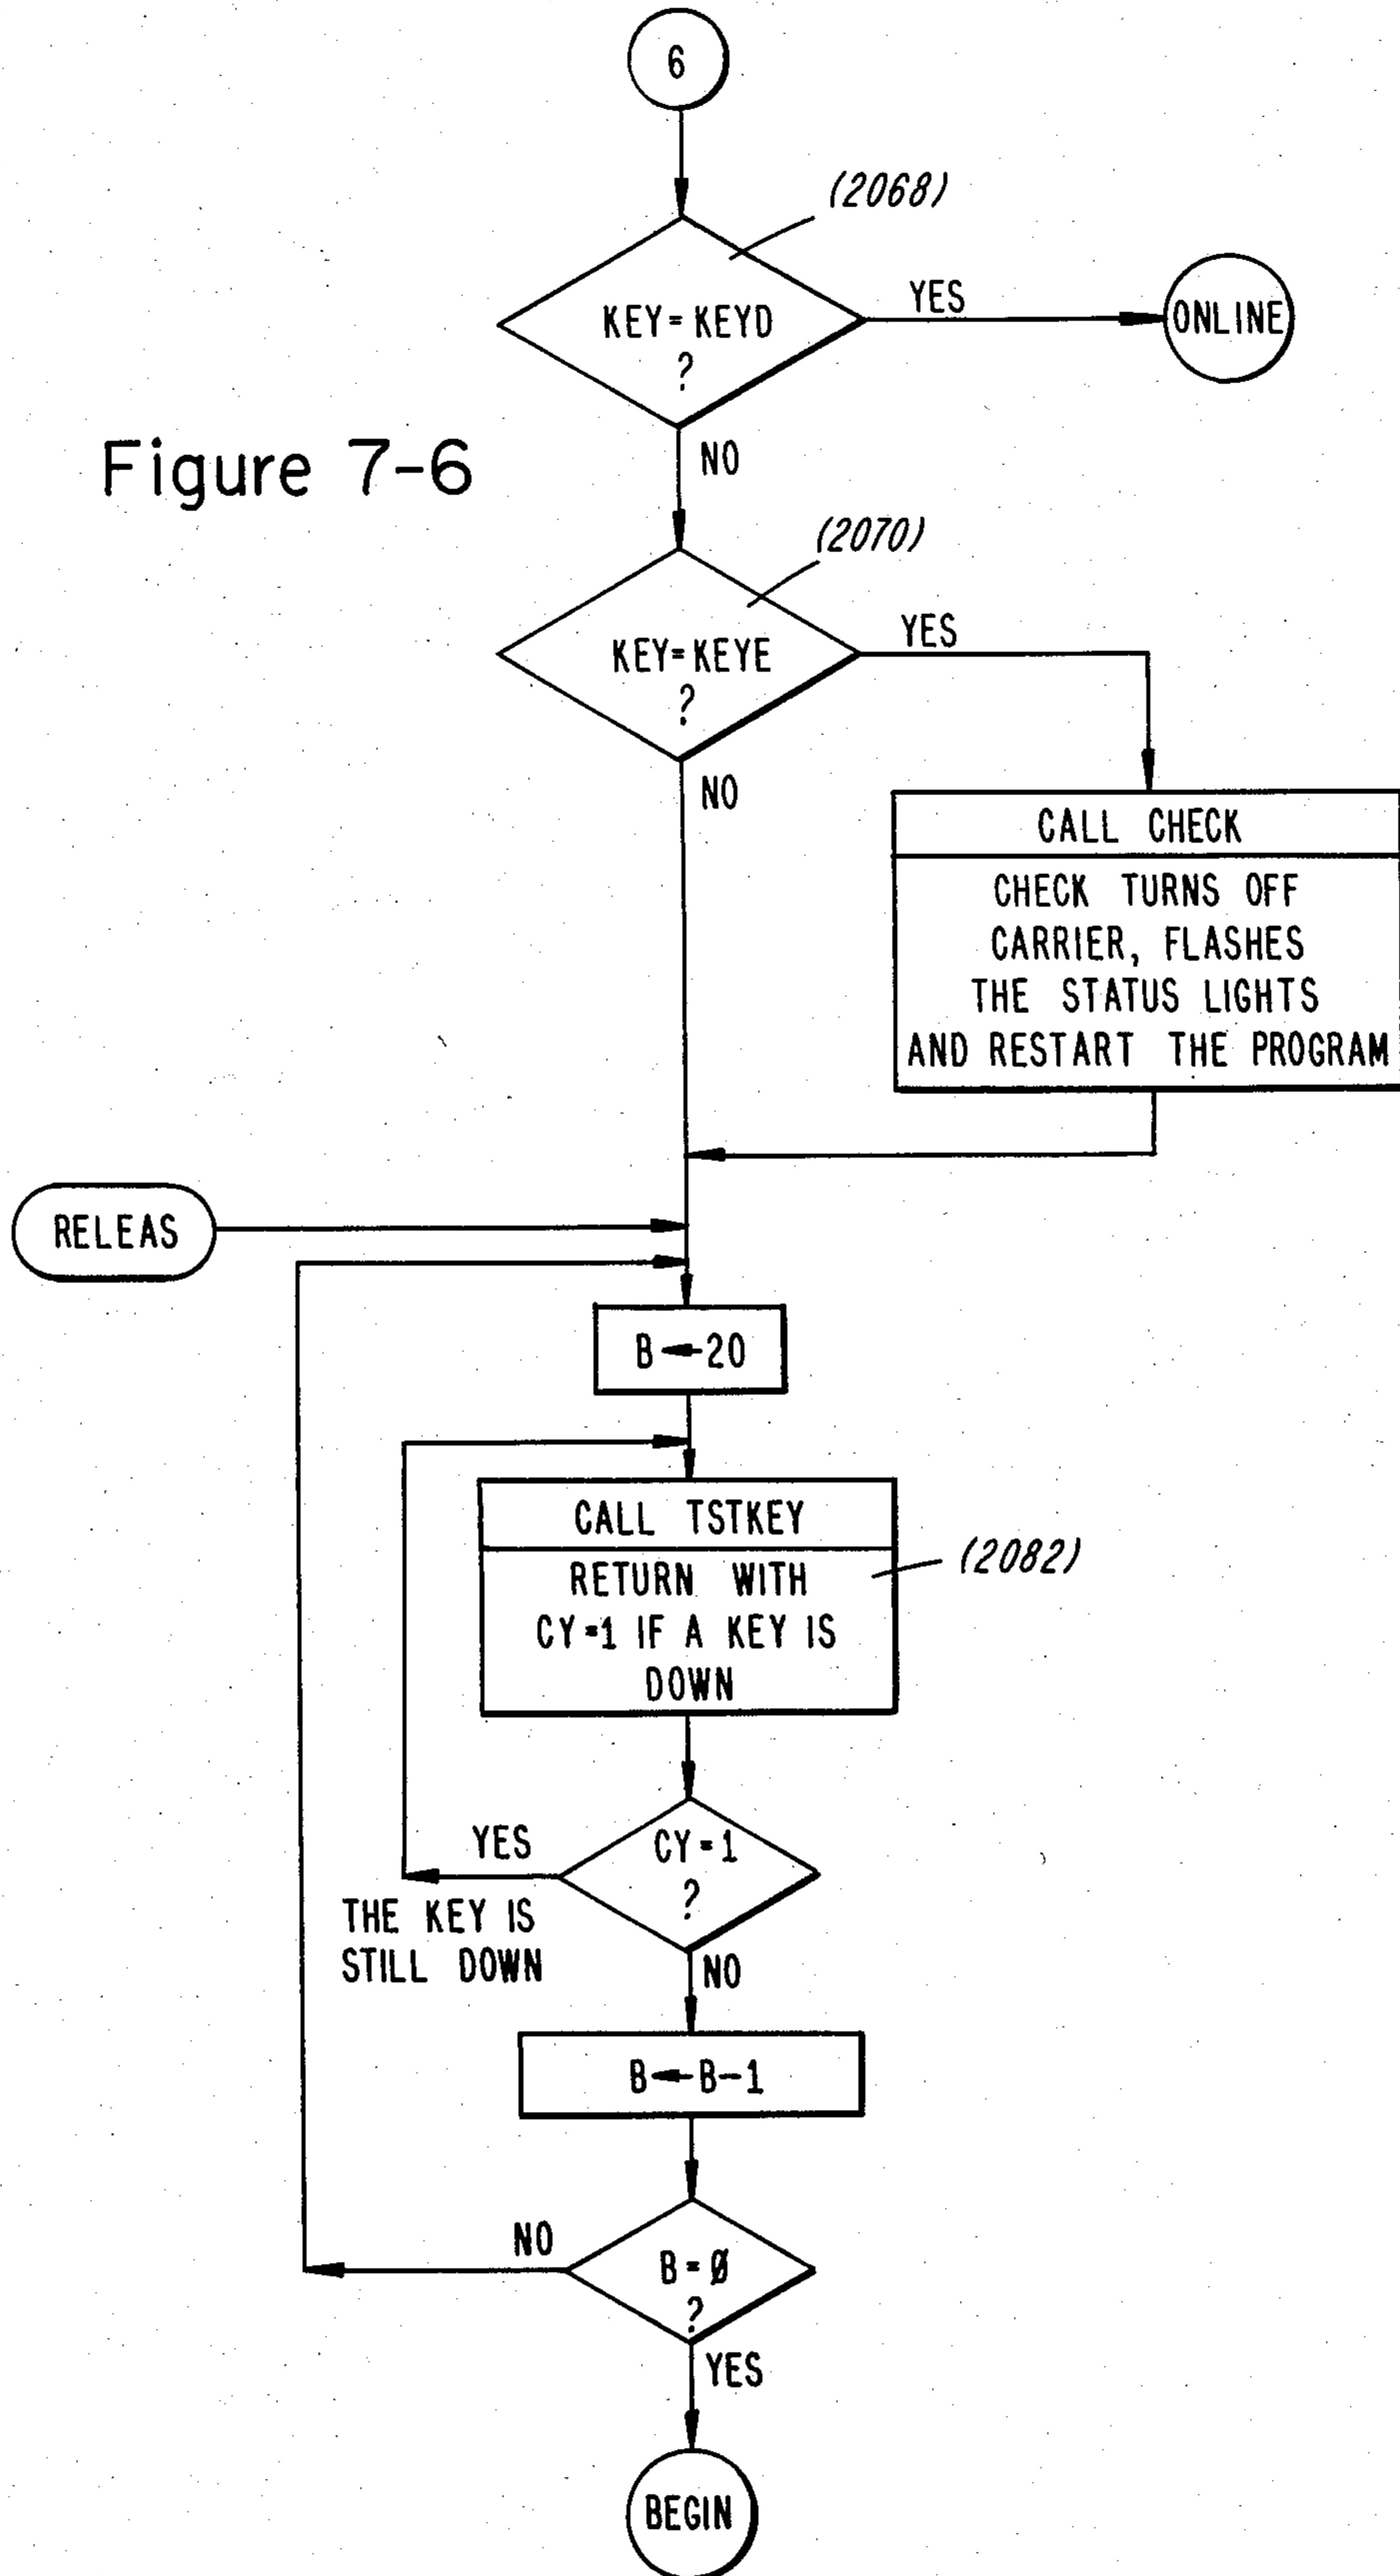 6
(2068)
KEY=KEYD
?
YES
ONLINE
NO
Figure 7-6
(2070)
KEY=KEYE
?
YES
NO
CALL CHECK
CHECK TURNS OFF
CARRIER, FLASHES
THE STATUS LIGHTS
AND RESTART THE PROGRAM
RELEAS
B←20
CALL TSTKEY
RETURN WITH
CY=1 IF A KEY IS
DOWN
(2082)
CY=1
?
YES
THE KEY IS
STILL DOWN
NO
B←B-1
B=Ø
?
NO
YES
BEGIN